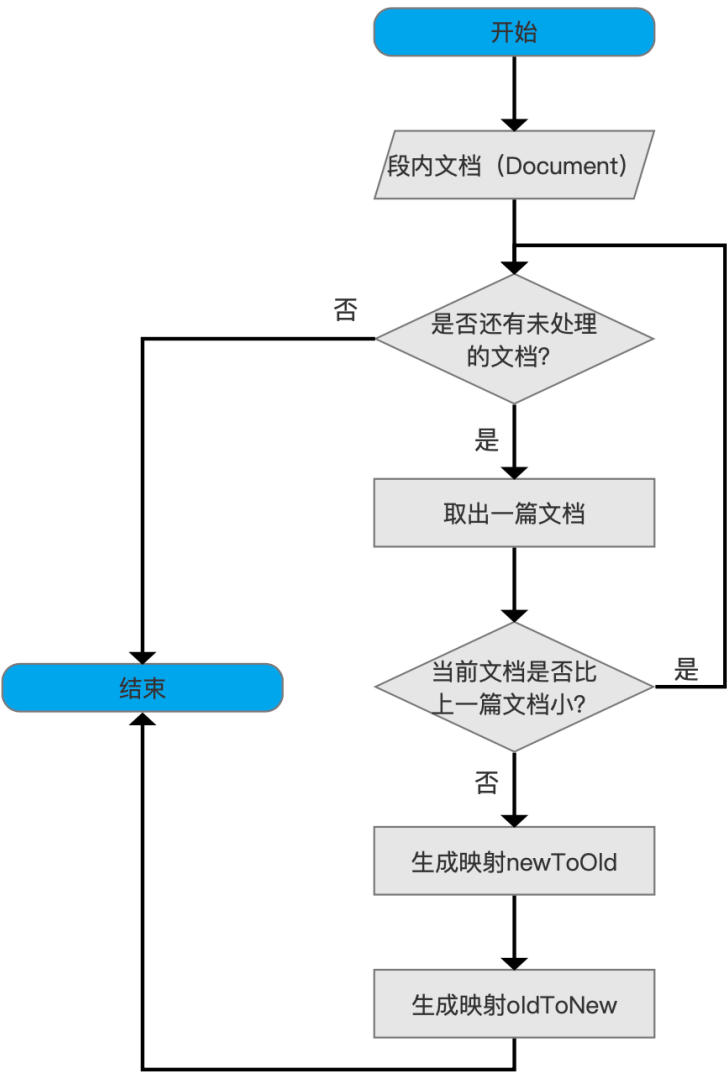 开始
段内文档（Document）
否
是否还有未处理
的文档?
是
取出一篇文档
当前文档是否比
上一篇文档小?
是
结束
否
生成映射newToOld
生成映射oldToNew